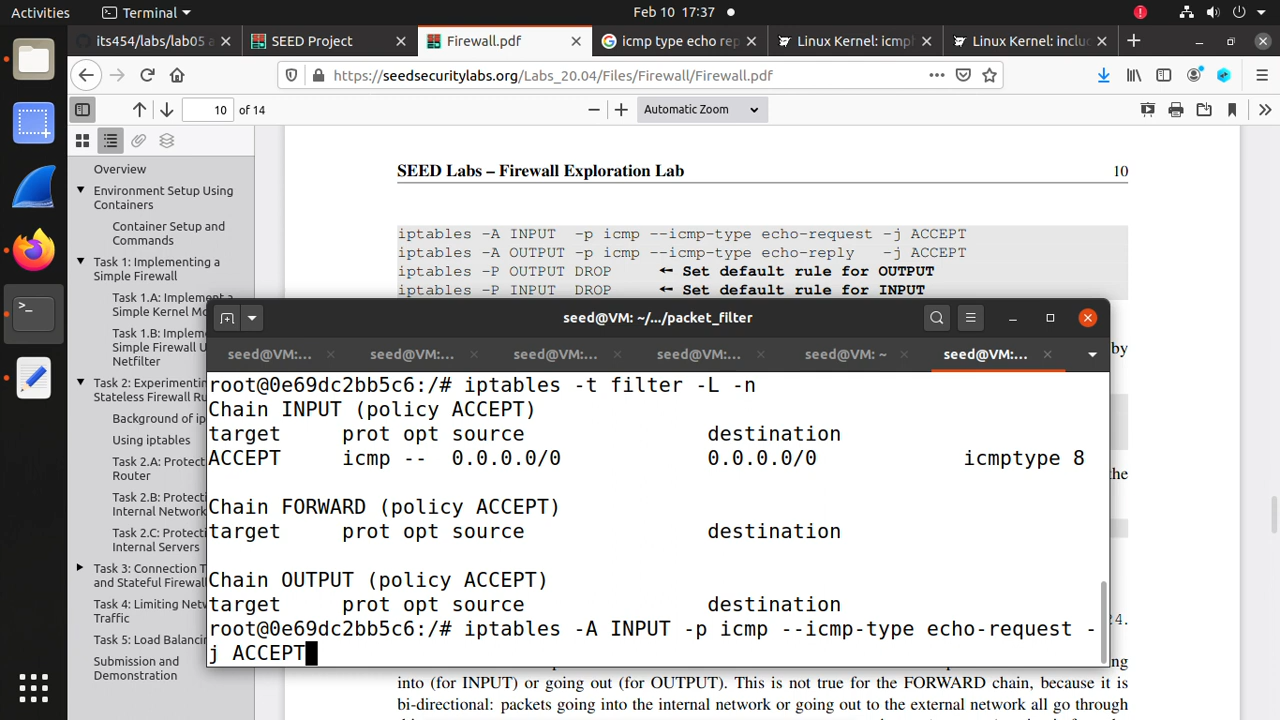 Activities
Terminal
Feb 10 17:37
its454/labs/lab05 a
SEED Project
Firewall.pdf
icmp type echo rep
Linux Kernel: icmph
Linux Kernel: inclu
https://seedsecuritylabs.org/Labs_20.04/Files/Firewall/Firewall.pdf
10
of 14
Automatic Zoom
Overview
Environment Setup Using
Containers
Container Setup and
Commands
Task 1: Implementing a
Simple Firewall
Task 1.A: Implement a
Simple Kernel Mo
Task 1.B: Impleme
Simple Firewall U
Netfilter
Task 2: Experimenting
Stateless Firewall Ru
Background of ip
Using iptables
Task 2.A: Protect
Router
Task 2.B: Protecti
Internal Network
Task 2.C: Protecti
Internal Servers
Task 3: Connection T
and Stateful Firewall
Task 4: Limiting Netw
Traffic
Task 5: Load Balancin
Submission and
Demonstration
SEED Labs – Firewall Exploration Lab
10
iptables -A INPUT -p icmp --icmp-type echo-request -j ACCEPT
iptables -A OUTPUT -p icmp --icmp-type echo-reply -j ACCEPT
iptables -P OUTPUT DROP ← Set default rule for OUTPUT
iptables -P INPUT DROP ← Set default rule for INPUT
by
the
24.
ng
into (for INPUT) or going out (for OUTPUT). This is not true for the FORWARD chain, because it is
bi-directional: packets going into the internal network or going out to the external network all go through
seed@VM: ~/.../packet_filter
seed@VM:...
seed@VM:...
seed@VM:...
seed@VM:...
seed@VM: ~
seed@VM:...
root@0e69dc2bb5c6:/# iptables -t filter -L -n
Chain INPUT (policy ACCEPT)
target prot opt source destination
ACCEPT icmp -- 0.0.0.0/0 0.0.0.0/0 icmptype 8
Chain FORWARD (policy ACCEPT)
target prot opt source destination
Chain OUTPUT (policy ACCEPT)
target prot opt source destination
root@0e69dc2bb5c6:/# iptables -A INPUT -p icmp --icmp-type echo-request -
j ACCEPT